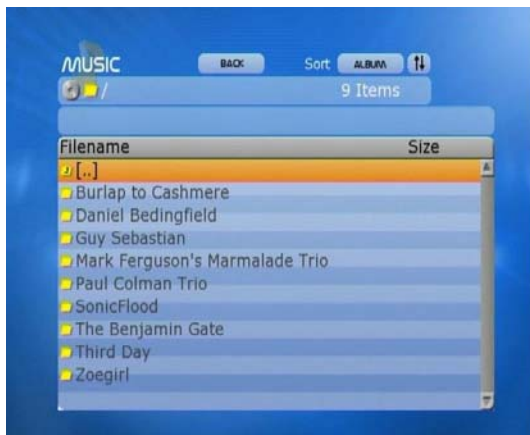 MUSIC BACK Sort ALBUM
/ 9 Items
Filename Size
[..]
Burlap to Cashmere
Daniel Bedingfield
Guy Sebastian
Mark Ferguson's Marmalade Trio
Paul Colman Trio
SonicFlood
The Benjamin Gate
Third Day
Zoegirl